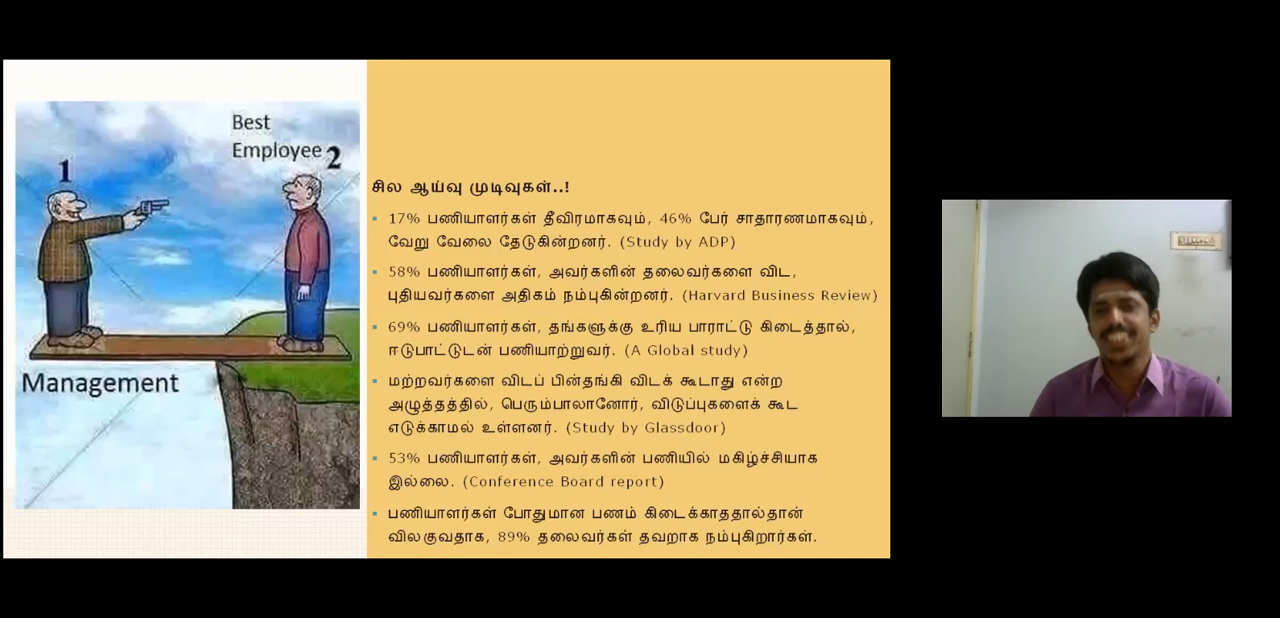 Best
Employee 2
1
Management
சில ஆய்வு முடிவுகள்..!
17% பணியாளர்கள் தீவிரமாகவும், 46% பேர் சாதாரணமாகவும்,
வேறு வேலை தேடுகின்றனர். (Study by ADP)
58% பணியாளர்கள், அவர்களின் தலைவர்களை விட,
புதியவர்களை அதிகம் நம்புகின்றனர். (Harvard Business Review)
69% பணியாளர்கள், தங்களுக்கு உரிய பாராட்டு கிடைத்தால்,
ஈடுபாட்டுடன் பணியாற்றுவர். (A Global study)
மற்றவர்களை விடப் பின்தங்கி விடக் கூடாது என்ற
அழுத்தத்தில், பெரும்பாலானோர், விடுப்புகளைக் கூட
எடுக்காமல் உள்ளனர். (Study by Glassdoor)
53% பணியாளர்கள், அவர்களின் பணியில் மகிழ்ச்சியாக
இல்லை. (Conference Board report)
பணியாளர்கள் போதுமான பணம் கிடைக்காததால்தான்
விலகுவதாக, 89% தலைவர்கள் தவறாக நம்புகிறார்கள்.